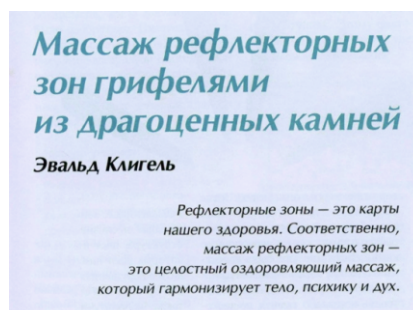 Массаж рефлекторных
зон грифелями
из драгоценных камней
Эвальд Клигель
Рефлекторные зоны — это карты
нашего здоровья. Соответственно,
массаж рефлекторных зон —
это целостный оздоровляющий массаж,
который гармонизирует тело, психику и дух.